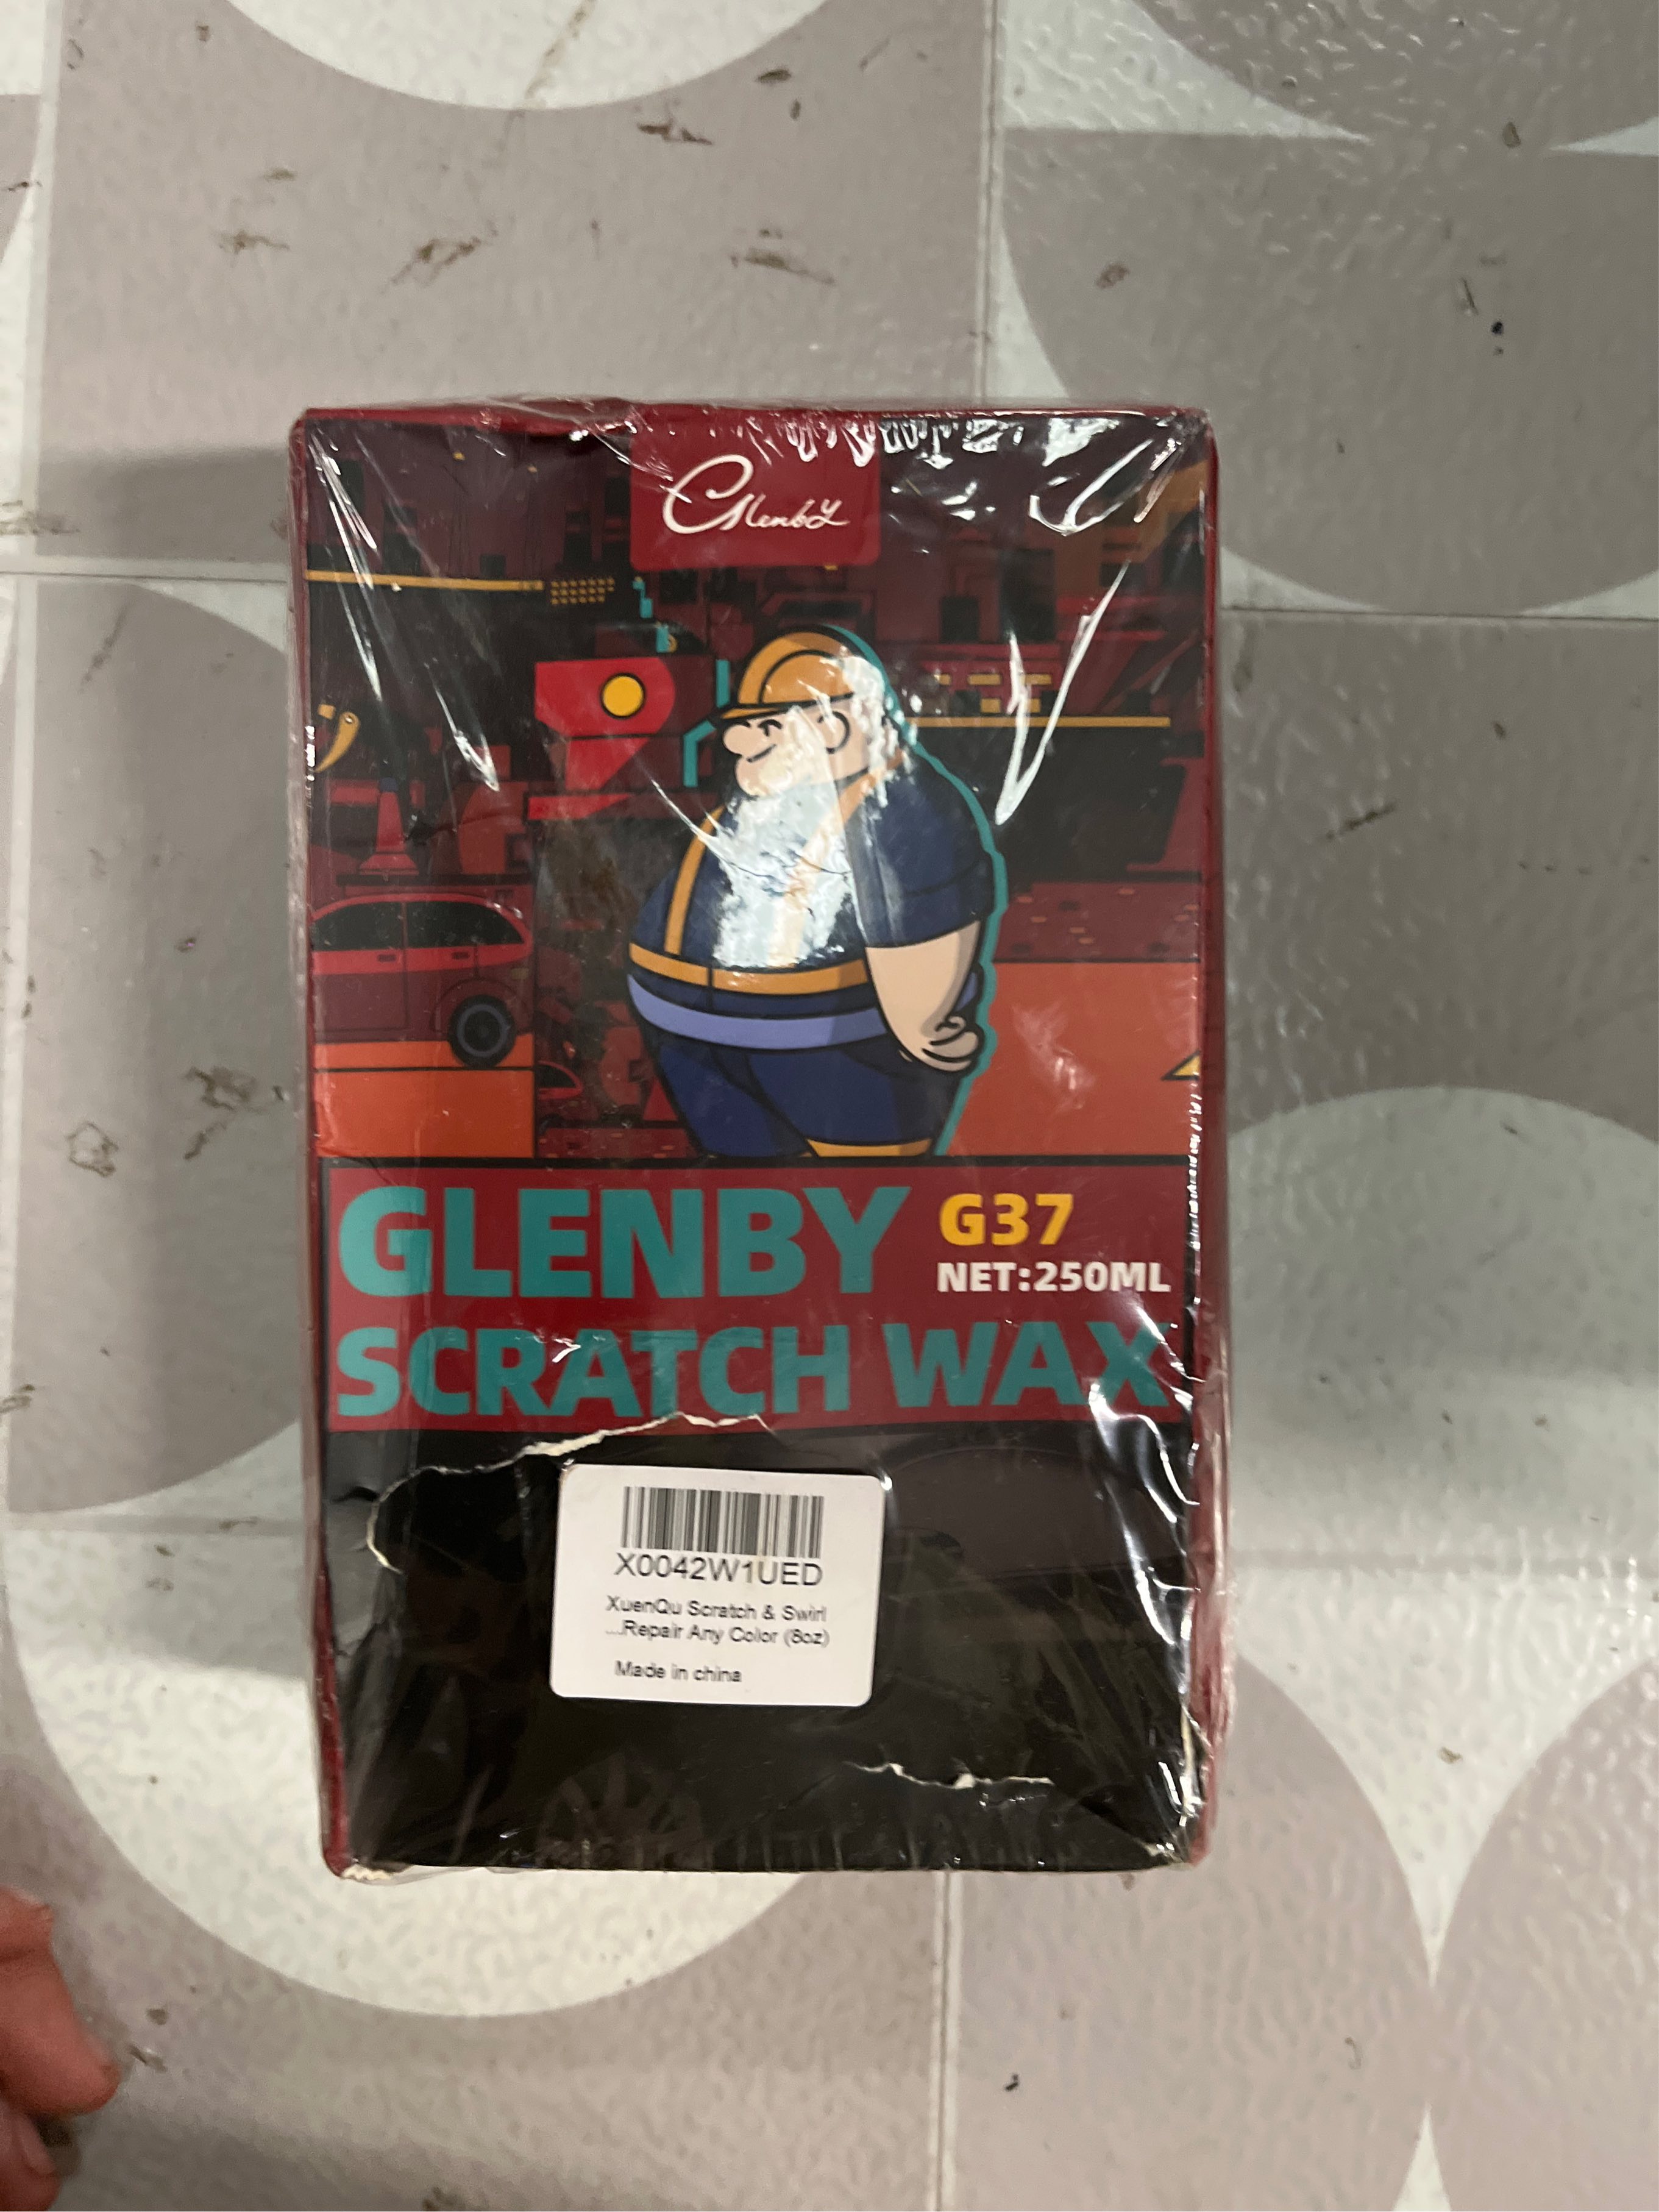 Glenby
GLENBY G37
NET:250ML
SCRATCH WAX
X0042W1UED
XuenQu Scratch & Swirl
...Repair Any Color (8oz)
Made in china